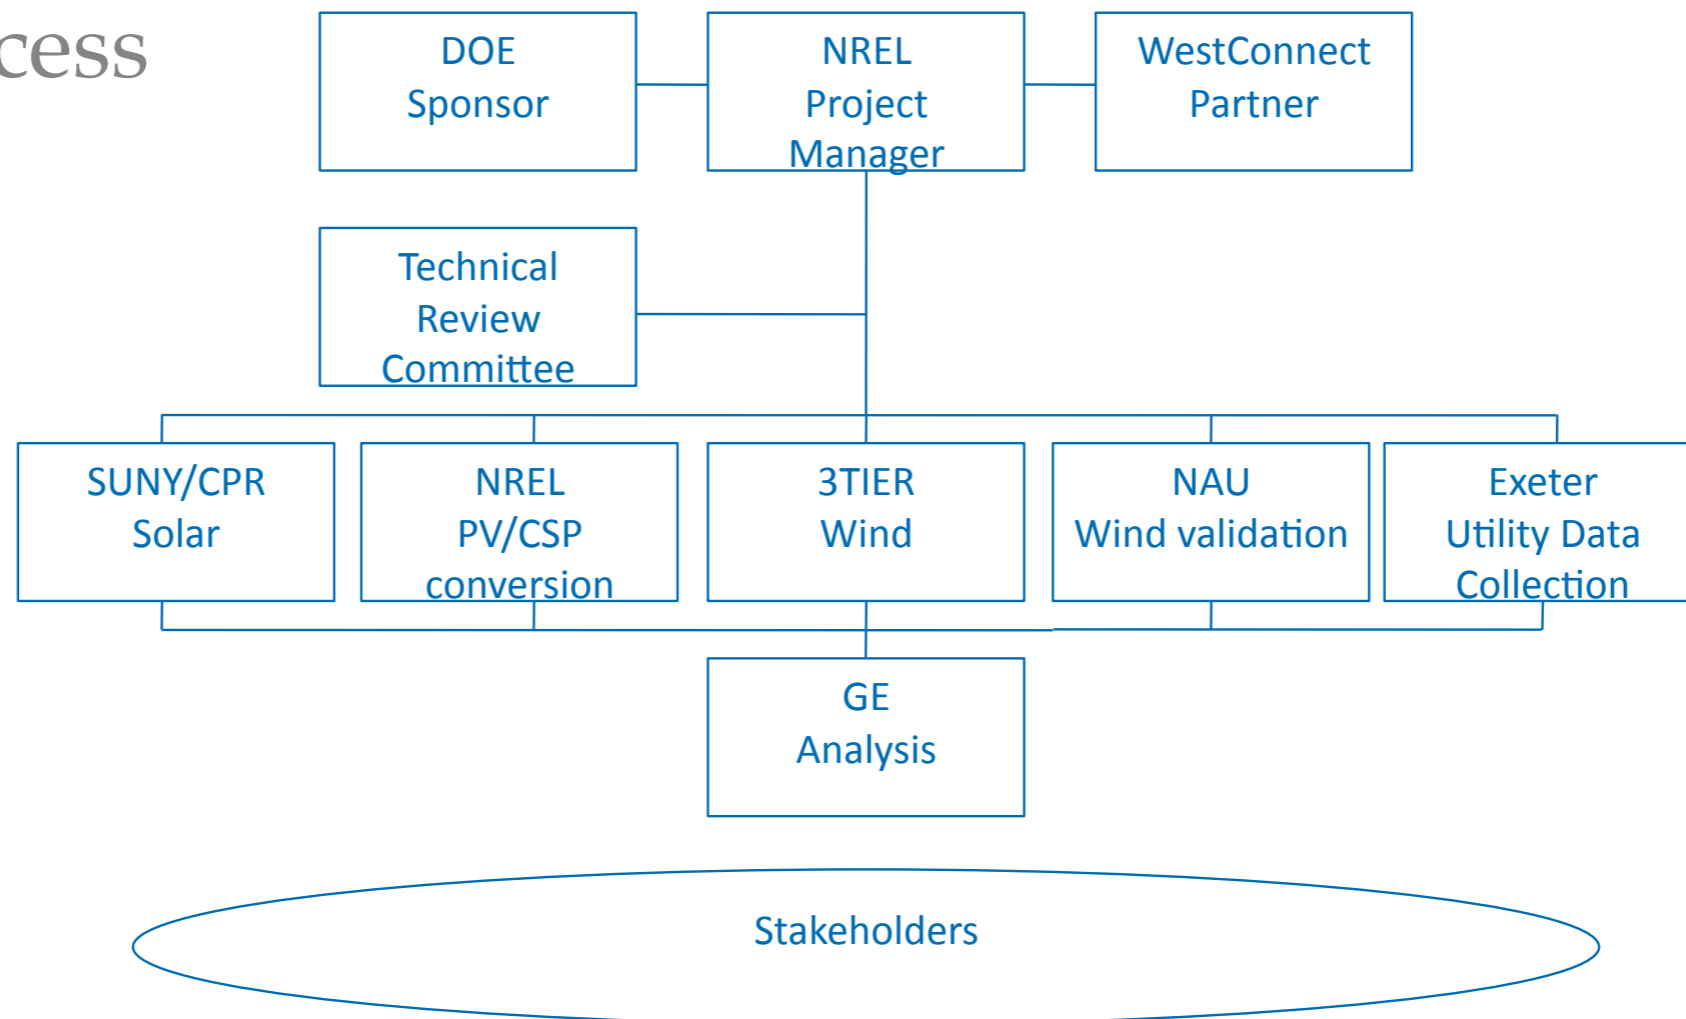 cess
DOE
Sponsor
NREL
Project
Manager
WestConnect
Partner
Technical
Review
Committee
SUNY/CPR
Solar
NREL
PV/CSP
conversion
3TIER
Wind
NAU
Wind validation
Exeter
Utility Data
Collection
GE
Analysis
Stakeholders